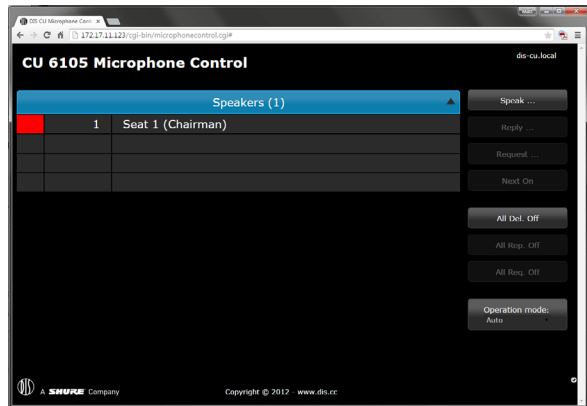 DIS CU Microphone Cont
172.17.11.123/cgi-bin/microphonecontrol.cgi#
CU 6105 Microphone Control
dis-cu.local
Speakers (1)
Speak ...
1 Seat 1 (Chairman)
Reply ...
Request ...
Next On
All Del. Off
All Rep. Off
All Req. Off
Operation mode:
Auto
DIS A SHURE Company
Copyright © 2012 - www.dis.cc